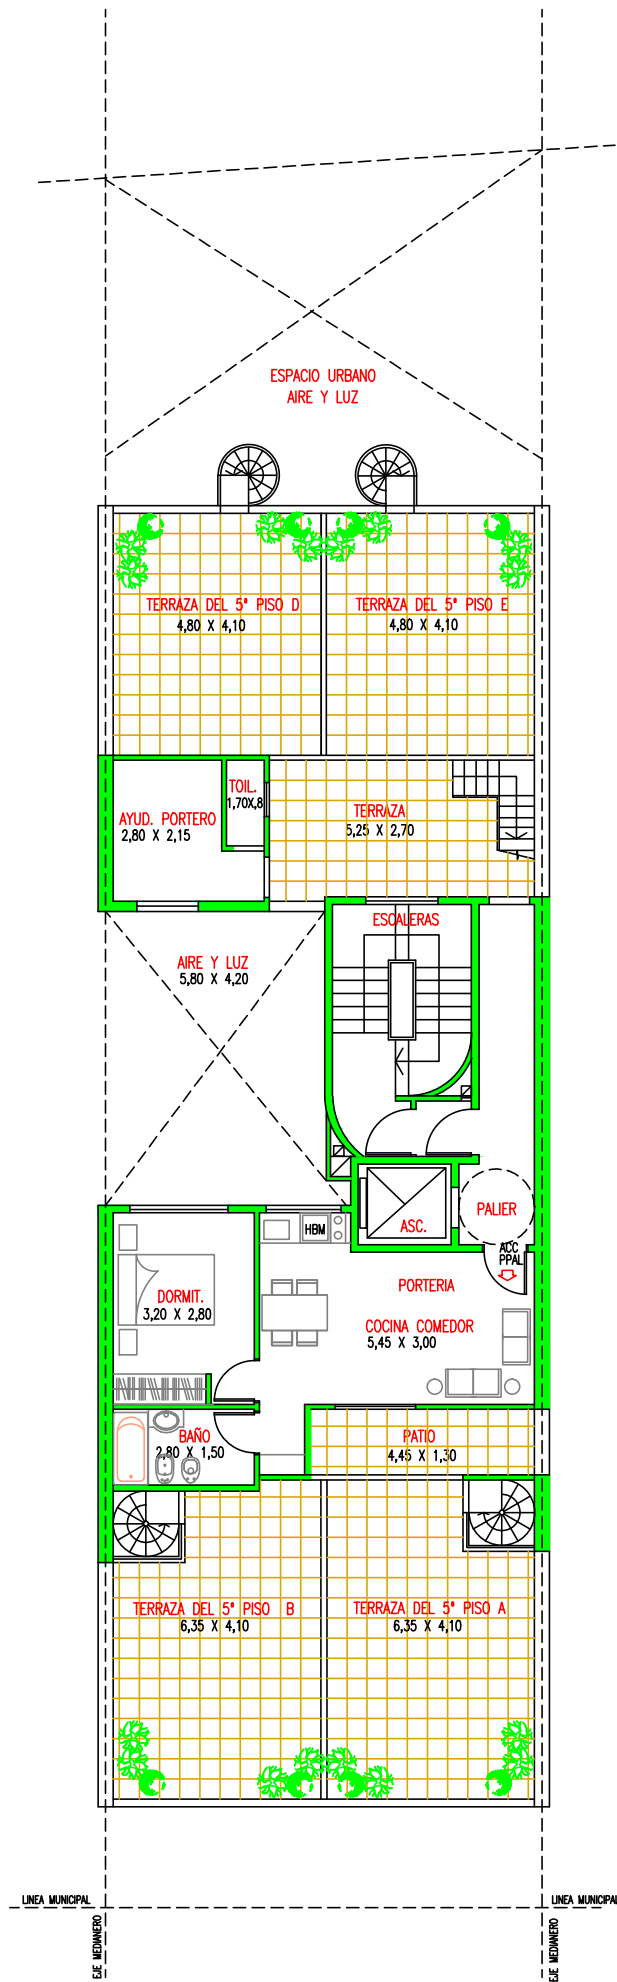 ESPACIO URBANO
AIRE Y LUZ
TERRAZA DEL 5° PISO D
4,80 X 4,10
TERRAZA DEL 5° PISO E
4,80 X 4,10
TOIL.
1,70X,8
AYUD. PORTERO
2,80 X 2,15
TERRAZA
5,25 X 2,70
ESCALERAS
AIRE Y LUZ
5,80 X 4,20
PALIER
ASC.
HBM
ACC
PPAL
DORMIT.
3,20 X 2,80
PORTERIA
COCINA COMEDOR
5,45 X 3,00
BAÑO
2,80 X 1,50
PATIO
4,45 X 1,30
TERRAZA DEL 5° PISO B
6,35 X 4,10
TERRAZA DEL 5° PISO A
6,35 X 4,10
LINEA MUNICIPAL
LINEA MUNICIPAL
EJE MEDIANERO
EJE MEDIANERO